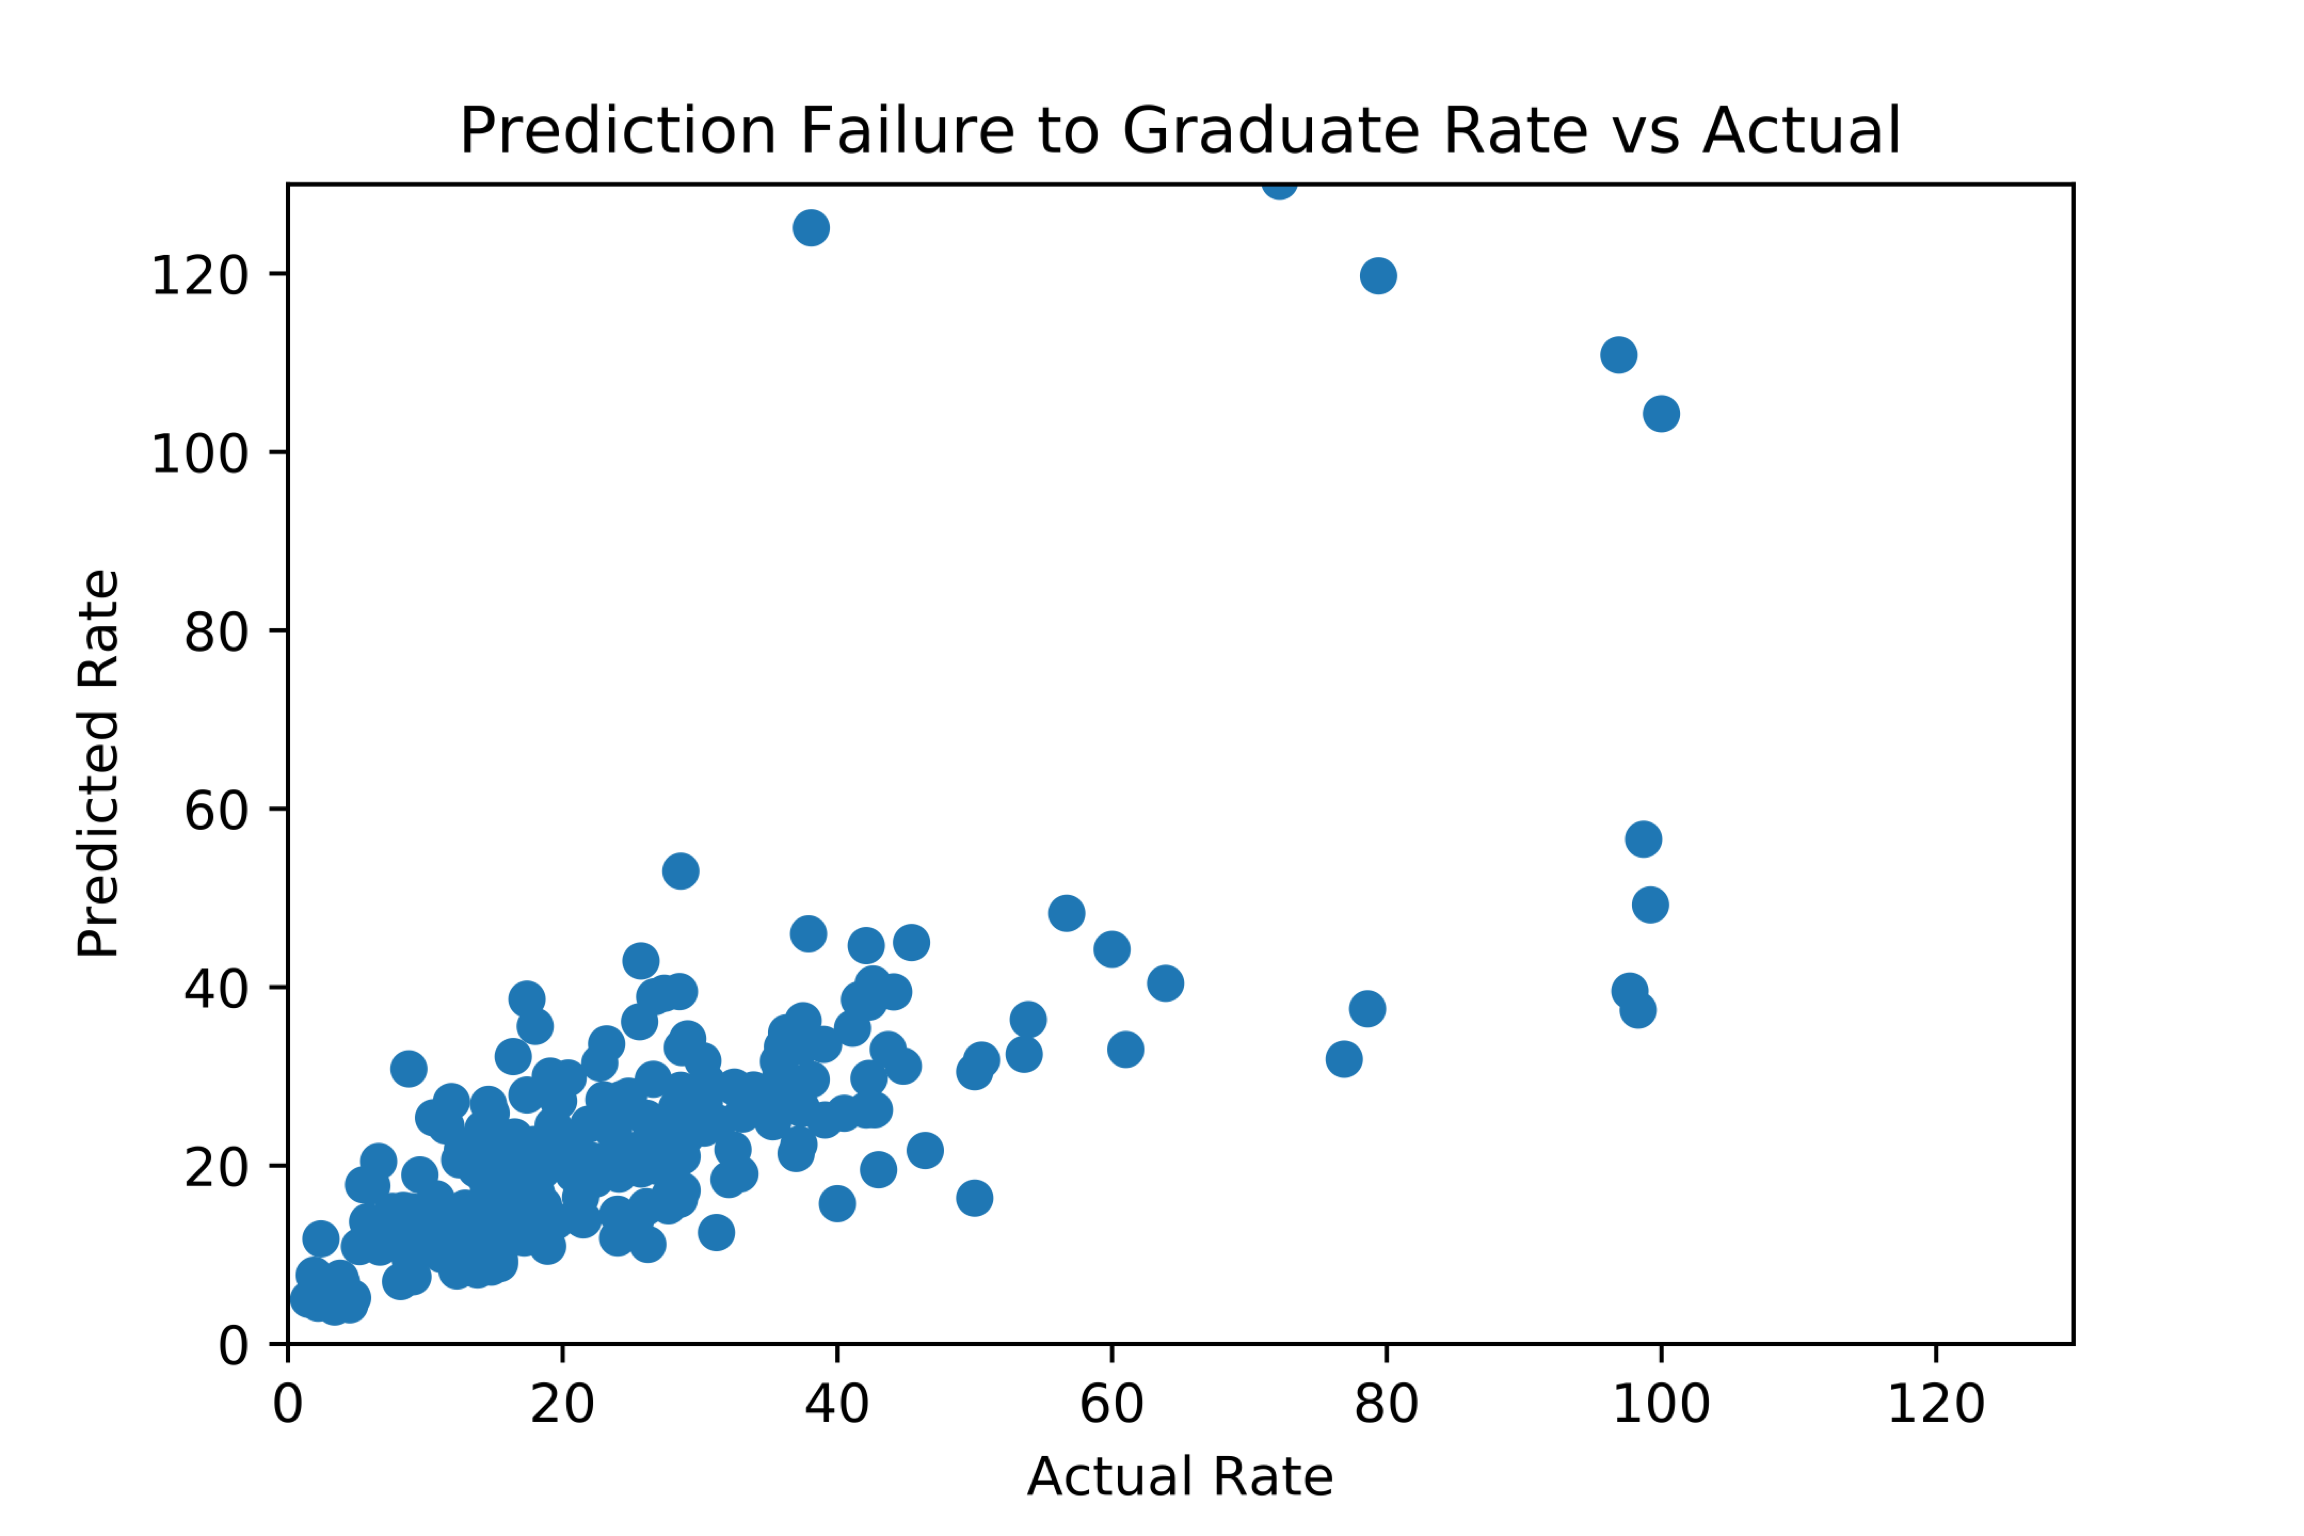 Prediction Failure to Graduate Rate vs Actual
120
100
80
60
40
20
0
Predicted Rate
0 20 40 60 80 100 120
Actual Rate